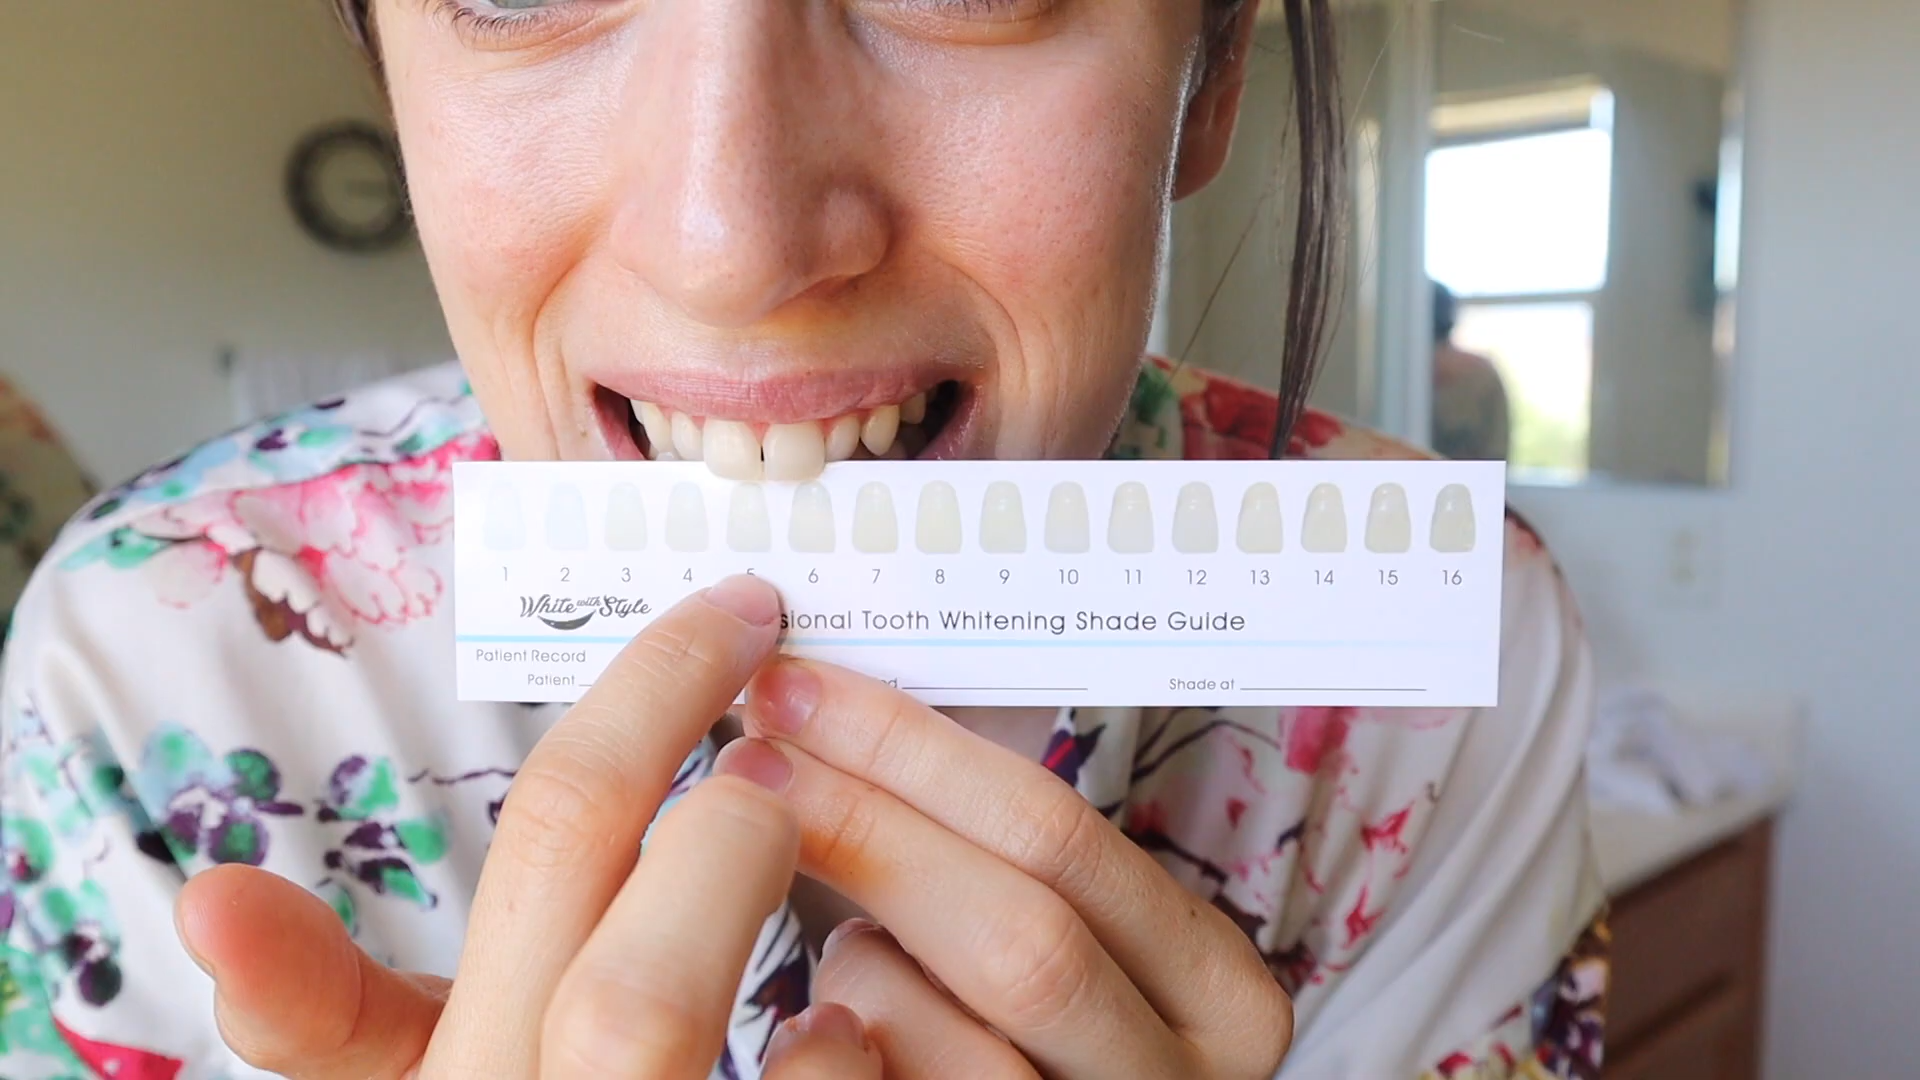 1 2 3 4 5 6 7 8 9 10 11 12 13 14 15 16
White with Style
sional Tooth Whitening Shade Guide
Patient Record
Patient
Shade at